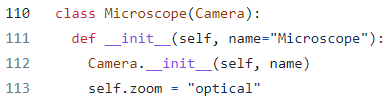 110 class Microscope(Camera):
111   def __init__(self, name="Microscope"):
112     Camera.__init__(self, name)
113     self.zoom = "optical"